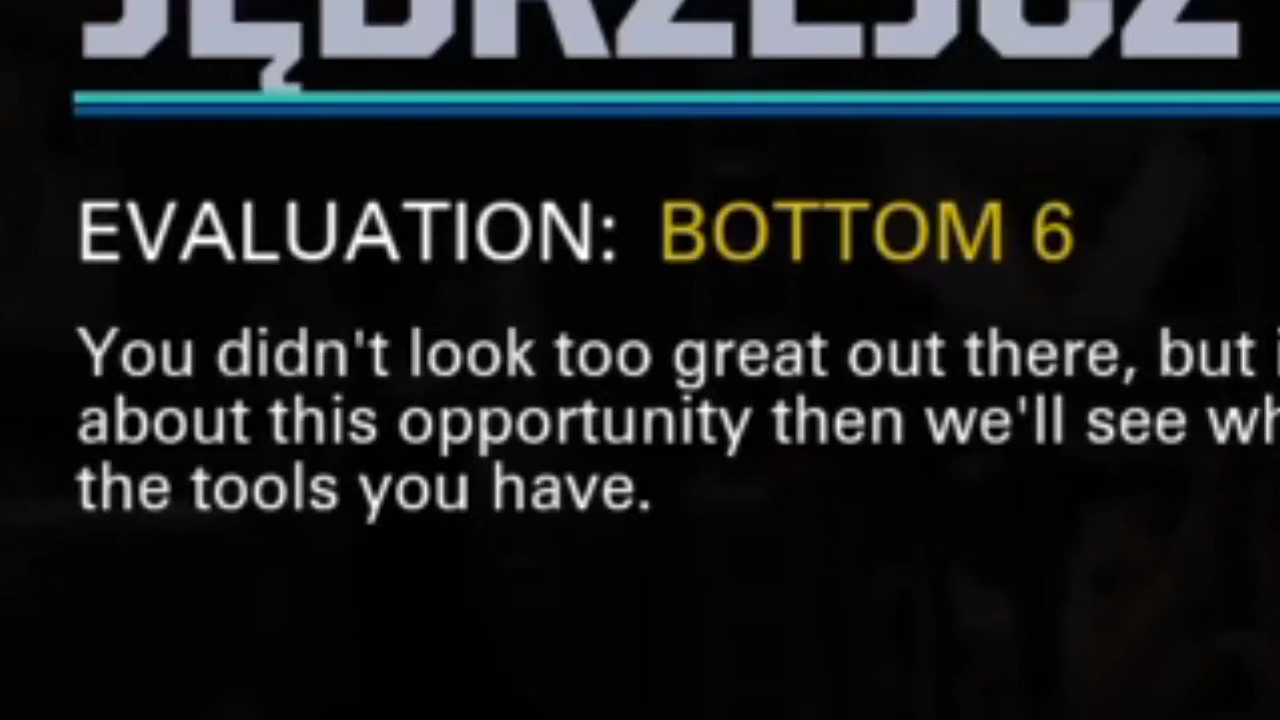 JĘDRZEJCZ
EVALUATION: BOTTOM 6
You didn't look too great out there, but
about this opportunity then we'll see
the tools you have.